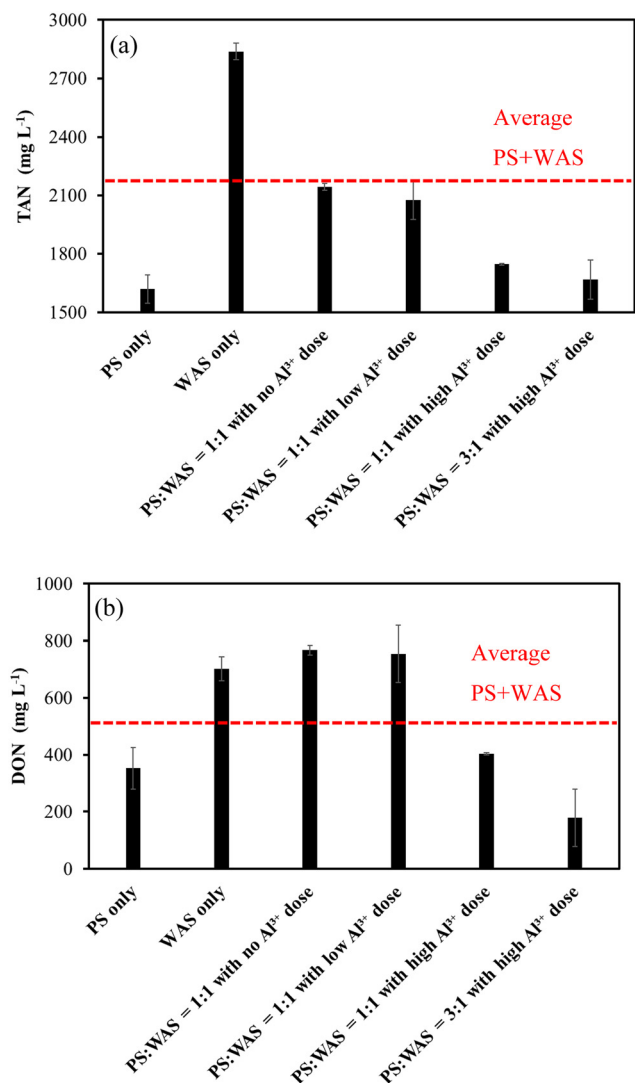 (a)
3000
2700
2400
2100
1800
1500
TAN (mg L⁻¹)
Average
PS+WAS
PS only
WAS only
PS:WAS = 1:1 with no Al³⁺ dose
PS:WAS = 1:1 with low Al³⁺ dose
PS:WAS = 1:1 with high Al³⁺ dose
PS:WAS = 3:1 with high Al³⁺ dose
(b)
1000
800
600
400
200
0
DON (mg L⁻¹)
Average
PS+WAS
PS only
WAS only
PS:WAS = 1:1 with no Al³⁺ dose
PS:WAS = 1:1 with low Al³⁺ dose
PS:WAS = 1:1 with high Al³⁺ dose
PS:WAS = 3:1 with high Al³⁺ dose